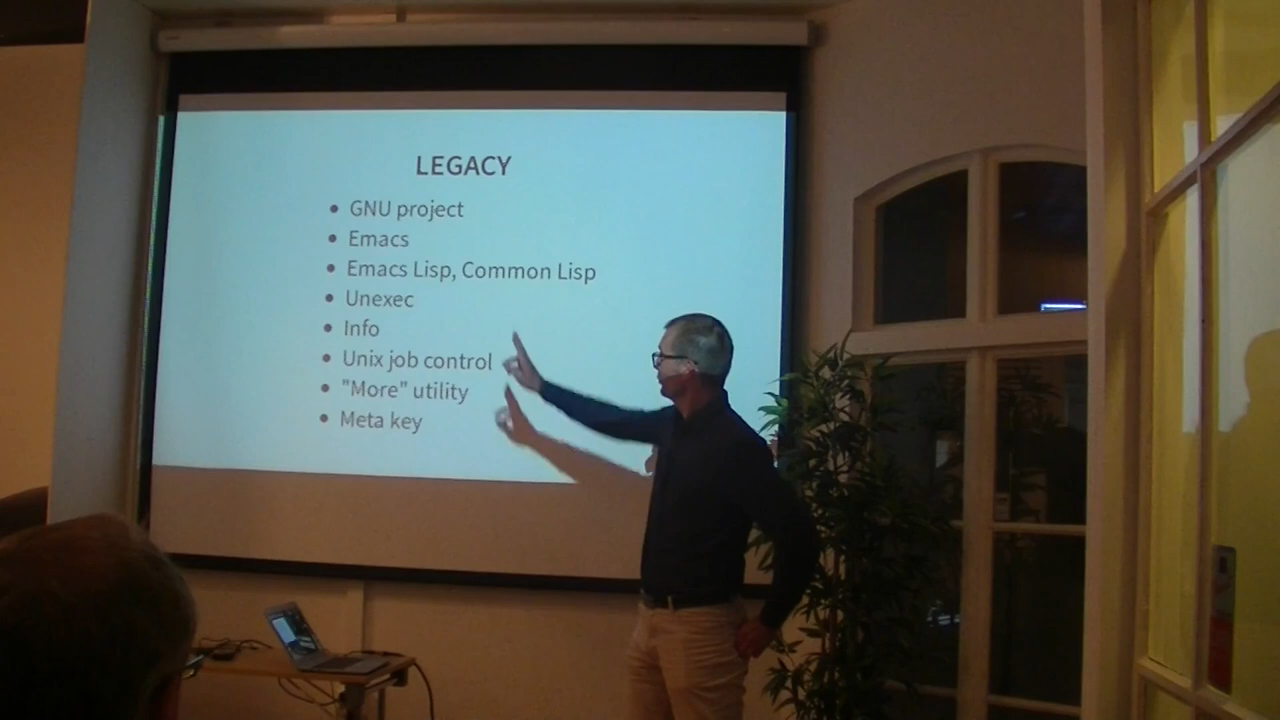 LEGACY
• GNU project
• Emacs
• Emacs Lisp, Common Lisp
• Unexec
• Info
• Unix job control
• "More" utility
• Meta key